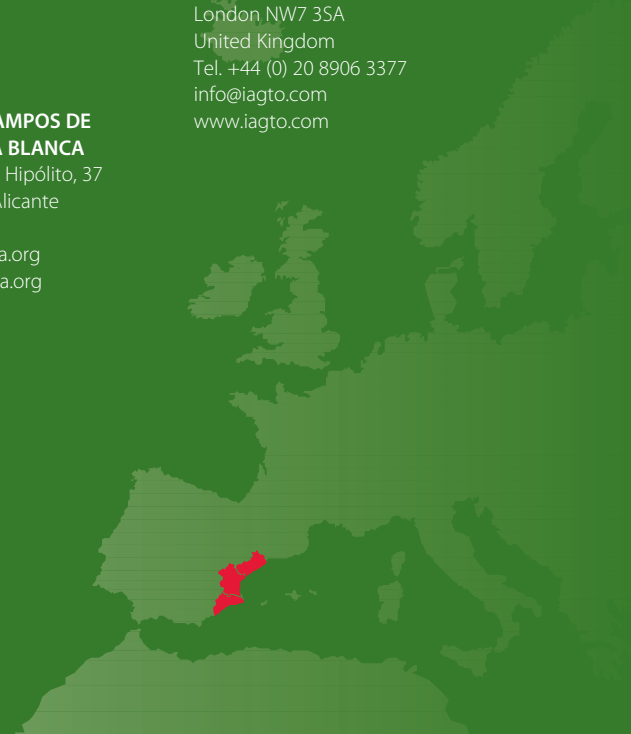 London NW7 3SA
United Kingdom
Tel. +44 (0) 20 8906 3377
info@iagto.com
www.iagto.com
AMPOS DE
A BLANCA
Hipólito, 37
Alicante
a.org
a.org